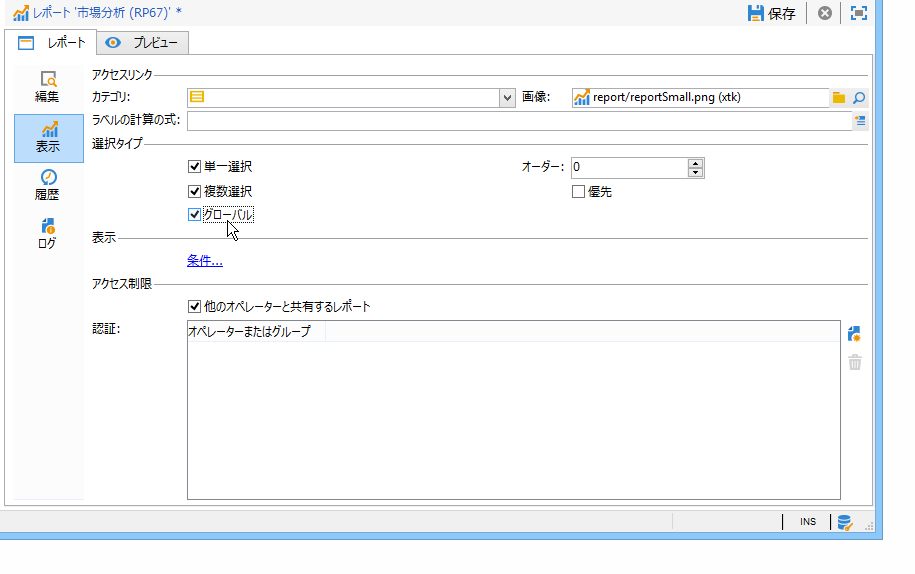 レポート '市場分析 (RP67)' *
保存
レポート
プレビュー
編集
表示
履歴
ログ
アクセスリンク
カテゴリ:
画像: report/reportSmall.png (xtk)
ラベルの計算の式:
選択タイプ
単一選択
オーダー: 0
複数選択
優先
グローバル
表示
条件...
アクセス制限
他のオペレーターと共有するレポート
認証:
オペレーターまたはグループ
INS